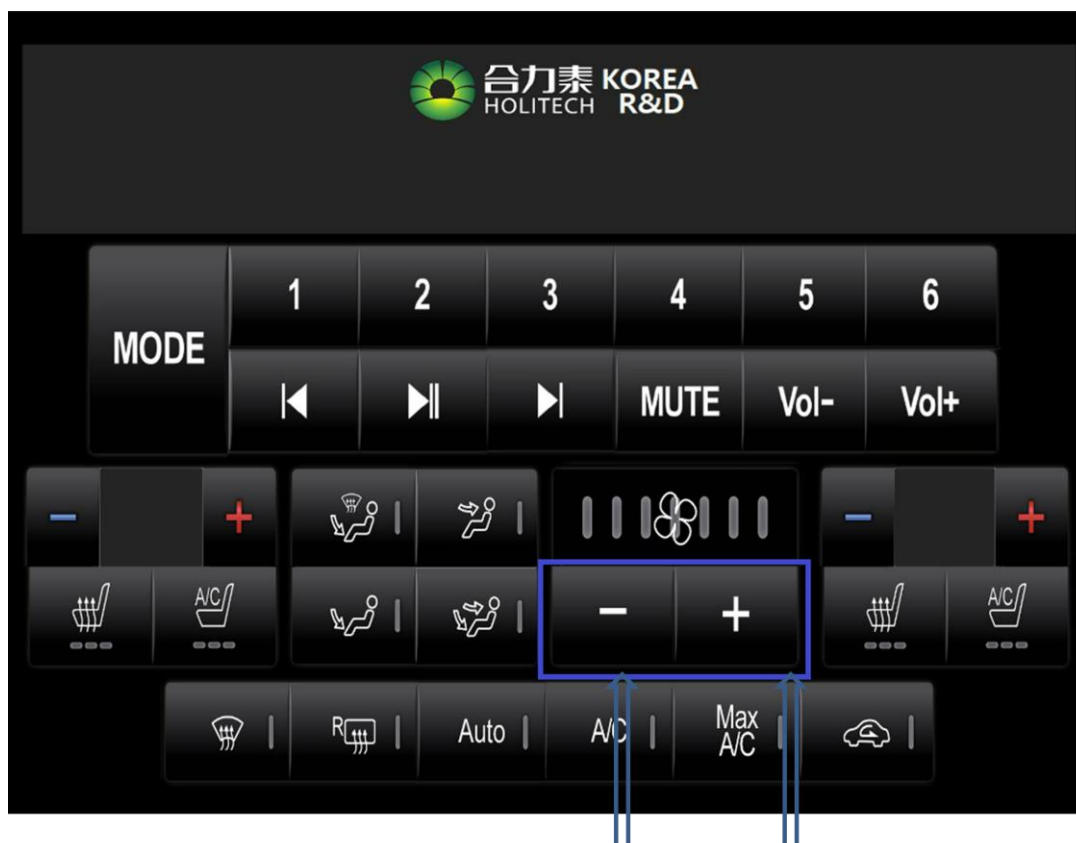 合力泰 KOREA
HOLITECH R&D
1 2 3 4 5 6
MODE
MUTE Vol- Vol+
- + - +
A/C A/C
- +
R Auto A/C Max A/C